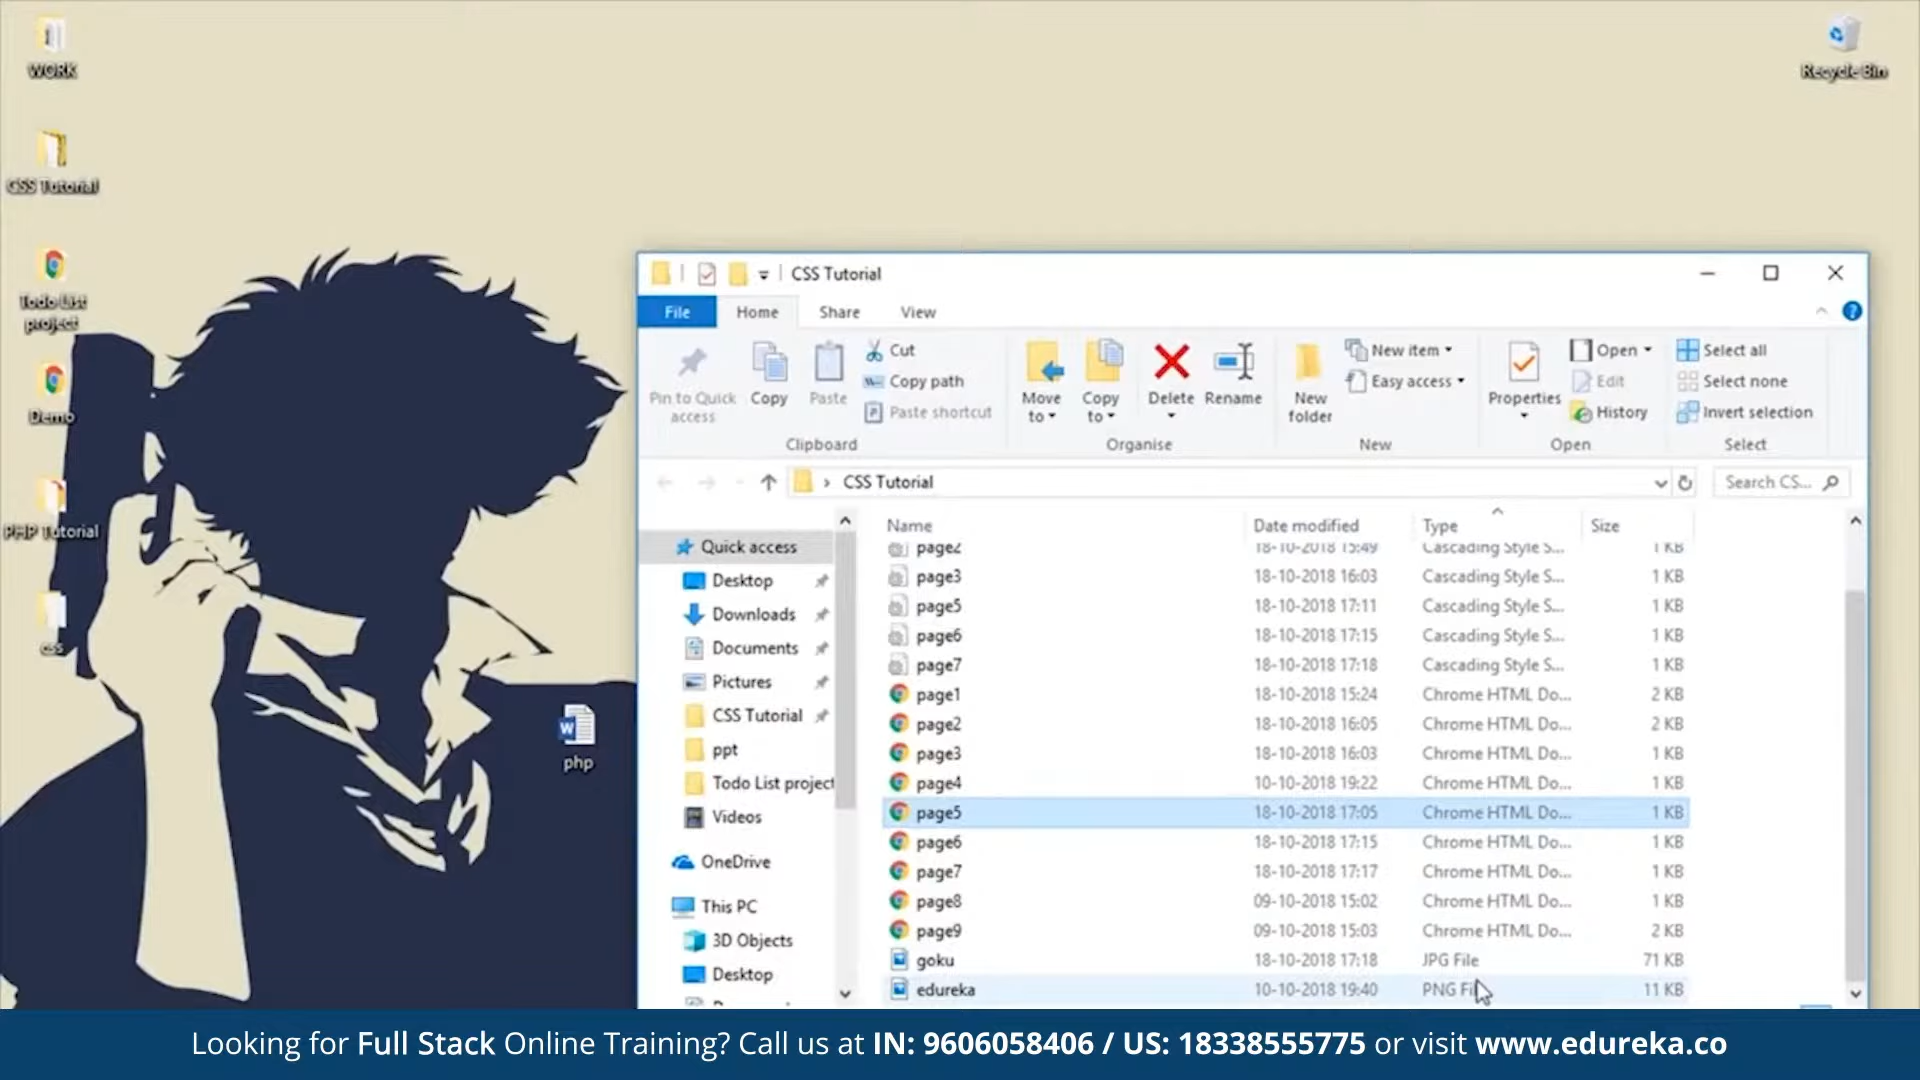 WORK
Recycle Bin
CSS Tutorial
Todo List
project
Demo
PHP Tutorial
css
php
CSS Tutorial
File Home Share View
Pin to Quick
access
Copy
Paste
Cut
Copy path
Paste shortcut
Clipboard
Move
to
Copy
to
Delete
Rename
Organise
New
folder
New item
Easy access
New
Properties
Open
Edit
History
Open
Select all
Select none
Invert selection
Select
CSS Tutorial
Search CS...
Quick access
Desktop
Downloads
Documents
Pictures
CSS Tutorial
ppt
Todo List project
Videos
OneDrive
This PC
3D Objects
Desktop
Name Date modified Type Size
page2 18-10-2018 15:49 Cascading Style S... 1 KB
page3 18-10-2018 16:03 Cascading Style S... 1 KB
page5 18-10-2018 17:11 Cascading Style S... 1 KB
page6 18-10-2018 17:15 Cascading Style S... 1 KB
page7 18-10-2018 17:18 Cascading Style S... 1 KB
page1 18-10-2018 15:24 Chrome HTML Do... 2 KB
page2 18-10-2018 16:05 Chrome HTML Do... 2 KB
page3 18-10-2018 16:03 Chrome HTML Do... 1 KB
page4 10-10-2018 19:22 Chrome HTML Do... 1 KB
page5 18-10-2018 17:05 Chrome HTML Do... 1 KB
page6 18-10-2018 17:15 Chrome HTML Do... 1 KB
page7 18-10-2018 17:17 Chrome HTML Do... 1 KB
page8 09-10-2018 15:02 Chrome HTML Do... 1 KB
page9 09-10-2018 15:03 Chrome HTML Do... 2 KB
goku 18-10-2018 17:18 JPG File 71 KB
edureka 10-10-2018 19:40 PNG 11 KB
Looking for Full Stack Online Training? Call us at IN: 9606058406 / US: 18338555775 or visit www.edureka.co